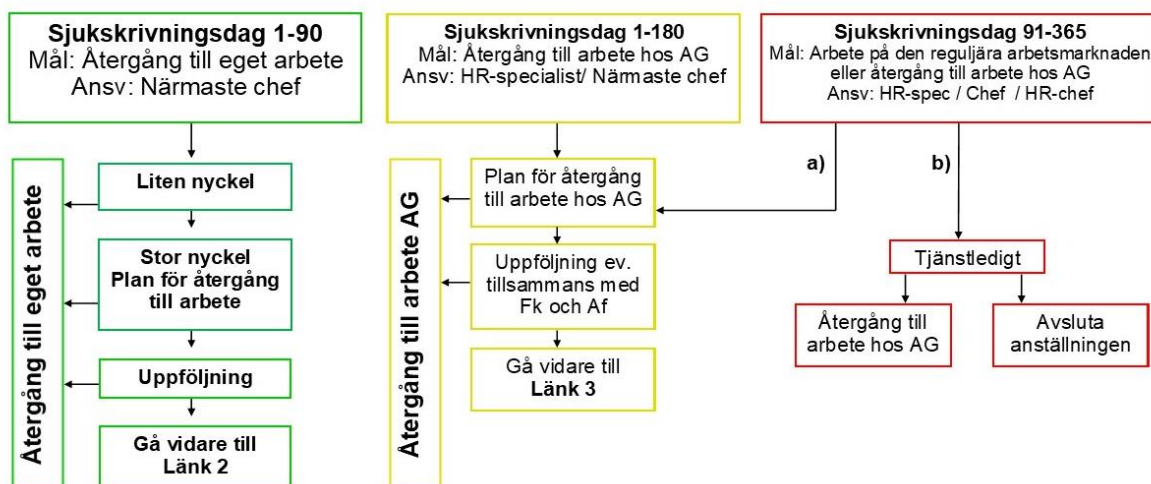 Sjukskrivningsdag 1-90
Mål: Återgång till eget arbete
Ansv: Närmaste chef
Liten nyckel
Stor nyckel
Plan för återgång
till arbete
Uppföljning
Gå vidare till
Länk 2
Återgång till eget arbete
Sjukskrivningsdag 1-180
Mål: Återgång till arbete hos AG
Ansv: HR-specialist/ Närmaste chef
Plan för återgång
till arbete hos AG
Uppföljning ev.
tillsammans med
Fk och Af
Gå vidare till
Länk 3
Återgång till arbete AG
Sjukskrivningsdag 91-365
Mål: Arbete på den reguljära arbetsmarknaden
eller återgång till arbete hos AG
Ansv: HR-spec / Chef / HR-chef
a)
b)
Tjänstledigt
Återgång till
arbete hos AG
Avsluta
anställningen